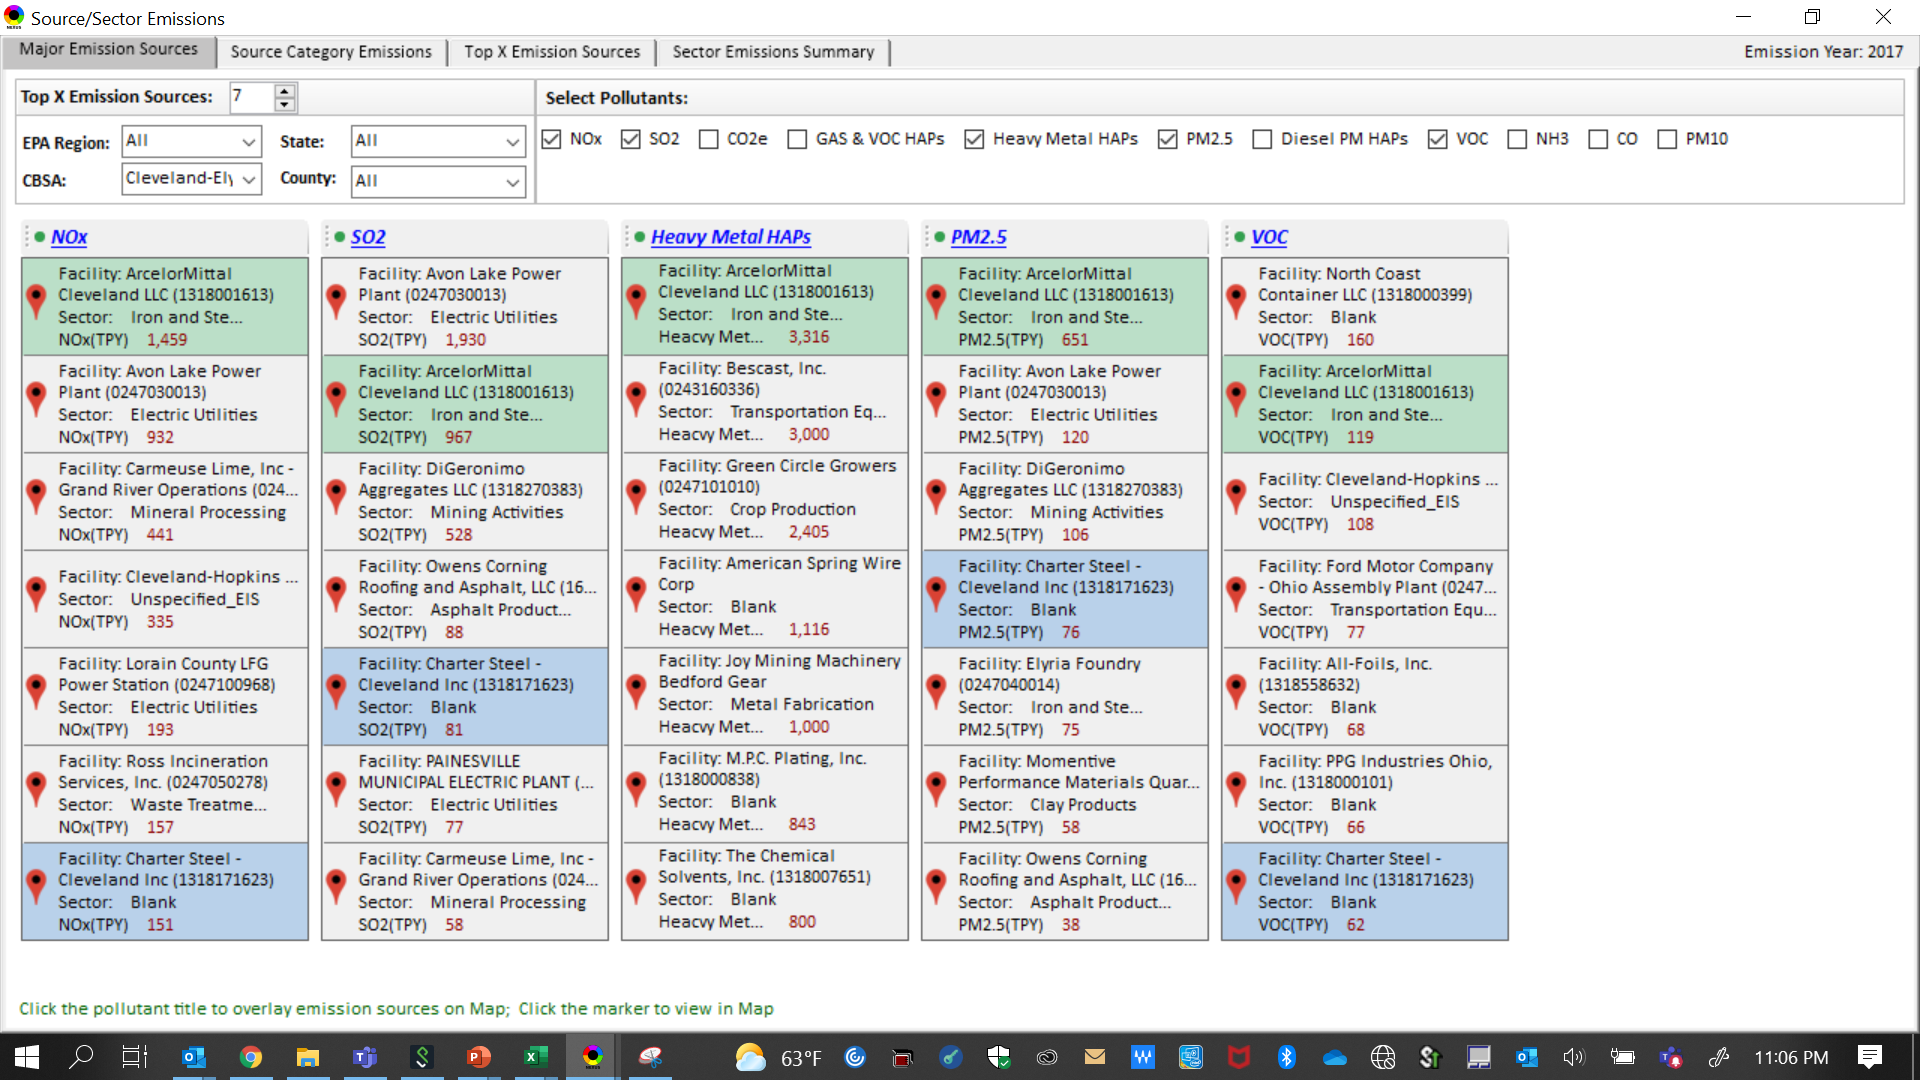 Source/Sector Emissions
Major Emission Sources
Source Category Emissions
Top X Emission Sources
Sector Emissions Summary
Emission Year: 2017
Top X Emission Sources:
7
Select Pollutants:
EPA Region:
All
State:
All
NOx
SO2
CO2e
GAS & VOC HAPs
Heavy Metal HAPs
PM2.5
Diesel PM HAPs
VOC
NH3
CO
PM10
CBSA:
Cleveland-Ely
County:
All
NOx
Facility: ArcelorMittal
Cleveland LLC (1318001613)
Sector: Iron and Ste...
NOx(TPY) 1,459
Facility: Avon Lake Power
Plant (0247030013)
Sector: Electric Utilities
NOx(TPY) 932
Facility: Carmeuse Lime, Inc -
Grand River Operations (024...
Sector: Mineral Processing
NOx(TPY) 441
Facility: Cleveland-Hopkins ...
Sector: Unspecified_EIS
NOx(TPY) 335
Facility: Lorain County LFG
Power Station (0247100968)
Sector: Electric Utilities
NOx(TPY) 193
Facility: Ross Incineration
Services, Inc. (0247050278)
Sector: Waste Treatme...
NOx(TPY) 157
Facility: Charter Steel -
Cleveland Inc (1318171623)
Sector: Blank
NOx(TPY) 151
SO2
Facility: Avon Lake Power
Plant (0247030013)
Sector: Electric Utilities
SO2(TPY) 1,930
Facility: ArcelorMittal
Cleveland LLC (1318001613)
Sector: Iron and Ste...
SO2(TPY) 967
Facility: DiGeronimo
Aggregates LLC (1318270383)
Sector: Mining Activities
SO2(TPY) 528
Facility: Owens Corning
Roofing and Asphalt, LLC (16...
Sector: Asphalt Product...
SO2(TPY) 88
Facility: Charter Steel -
Cleveland Inc (1318171623)
Sector: Blank
SO2(TPY) 81
Facility: PAINESVILLE
MUNICIPAL ELECTRIC PLANT (...
Sector: Electric Utilities
SO2(TPY) 77
Facility: Carmeuse Lime, Inc -
Grand River Operations (024...
Sector: Mineral Processing
SO2(TPY) 58
Heavy Metal HAPs
Facility: ArcelorMittal
Cleveland LLC (1318001613)
Sector: Iron and Ste...
Heacvy Met... 3,316
Facility: Bescast, Inc.
(0243160336)
Sector: Transportation Eq...
Heacvy Met... 3,000
Facility: Green Circle Growers
(0247101010)
Sector: Crop Production
Heacvy Met... 2,405
Facility: American Spring Wire
Corp
Sector: Blank
Heacvy Met... 1,116
Facility: Joy Mining Machinery
Bedford Gear
Sector: Metal Fabrication
Heacvy Met... 1,000
Facility: M.P.C. Plating, Inc.
(1318000838)
Sector: Blank
Heacvy Met... 843
Facility: The Chemical
Solvents, Inc. (1318007651)
Sector: Blank
Heacvy Met... 800
PM2.5
Facility: ArcelorMittal
Cleveland LLC (1318001613)
Sector: Iron and Ste...
PM2.5(TPY) 651
Facility: Avon Lake Power
Plant (0247030013)
Sector: Electric Utilities
PM2.5(TPY) 120
Facility: DiGeronimo
Aggregates LLC (1318270383)
Sector: Mining Activities
PM2.5(TPY) 106
Facility: Charter Steel -
Cleveland Inc (1318171623)
Sector: Blank
PM2.5(TPY) 76
Facility: Elyria Foundry
(0247040014)
Sector: Iron and Ste...
PM2.5(TPY) 75
Facility: Momentive
Performance Materials Quar...
Sector: Clay Products
PM2.5(TPY) 58
Facility: Owens Corning
Roofing and Asphalt, LLC (16...
Sector: Asphalt Product...
PM2.5(TPY) 38
VOC
Facility: North Coast
Container LLC (1318000399)
Sector: Blank
VOC(TPY) 160
Facility: ArcelorMittal
Cleveland LLC (1318001613)
Sector: Iron and Ste...
VOC(TPY) 119
Facility: Cleveland-Hopkins ...
Sector: Unspecified_EIS
VOC(TPY) 108
Facility: Ford Motor Company
- Ohio Assembly Plant (0247...
Sector: Transportation Equ...
VOC(TPY) 77
Facility: All-Foils, Inc.
(1318558632)
Sector: Blank
VOC(TPY) 68
Facility: PPG Industries Ohio,
Inc. (1318000101)
Sector: Blank
VOC(TPY) 66
Facility: Charter Steel -
Cleveland Inc (1318171623)
Sector: Blank
VOC(TPY) 62
Click the pollutant title to overlay emission sources on Map; Click the marker to view in Map
63°F
11:06 PM